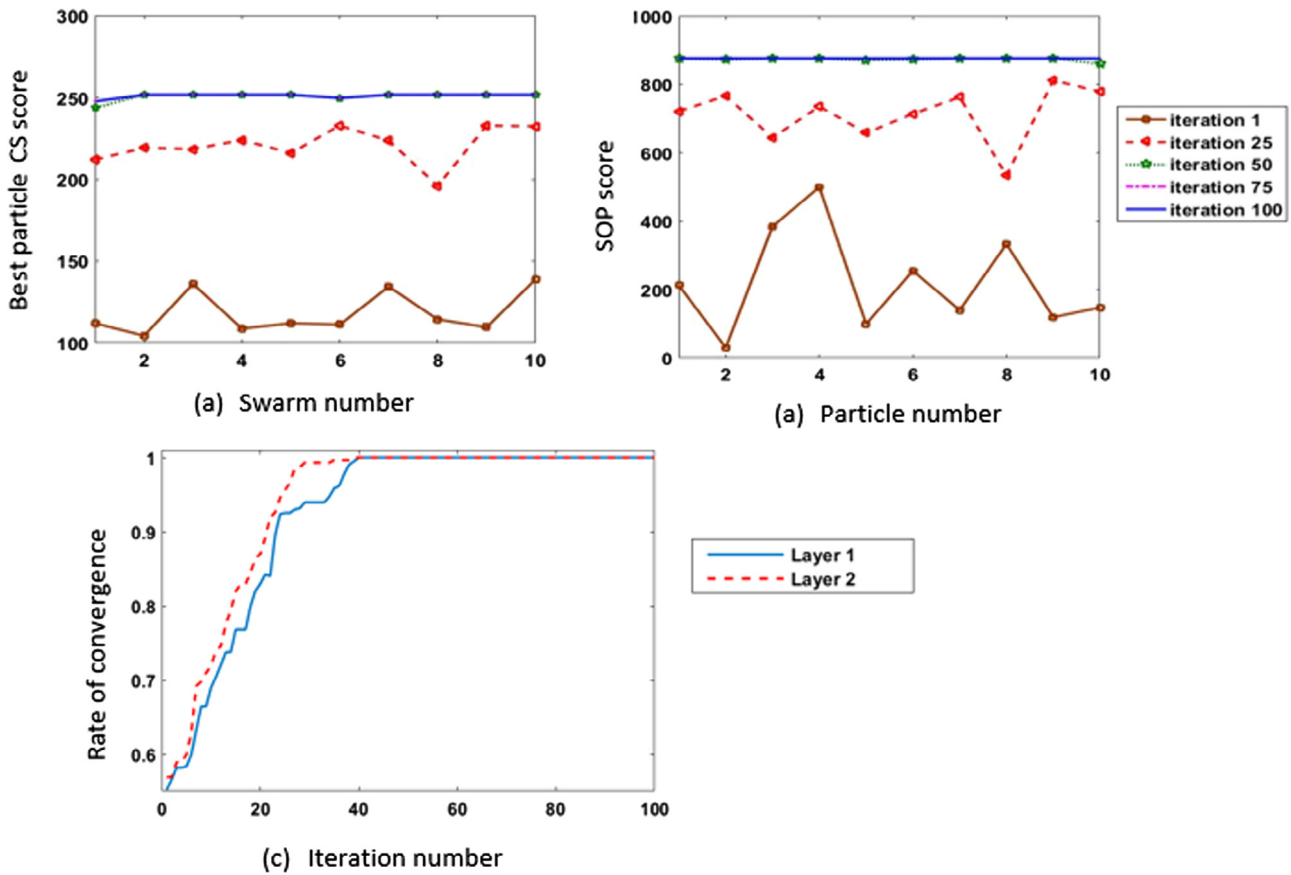 300
250
200
150
100
2
4
6
8
10
Best particle CS score
(a) Swarm number
1000
800
600
400
200
0
2
4
6
8
10
SOP score
(a) Particle number
iteration 1
iteration 25
iteration 50
iteration 75
iteration 100
1
0.9
0.8
0.7
0.6
0
20
40
60
80
100
Rate of convergence
(c) Iteration number
Layer 1
Layer 2